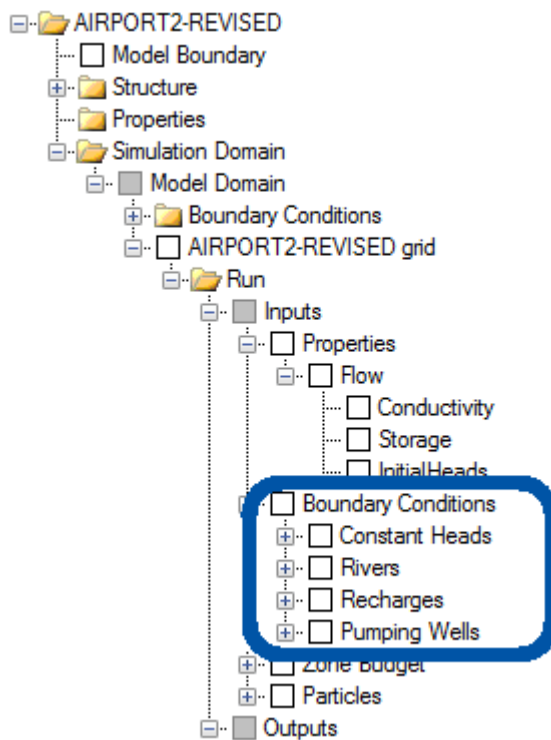 AIRPORT2-REVISED
Model Boundary
Structure
Properties
Simulation Domain
Model Domain
Boundary Conditions
AIRPORT2-REVISED grid
Run
Inputs
Properties
Flow
Conductivity
Storage
InitialHeads
Boundary Conditions
Constant Heads
Rivers
Recharges
Pumping Wells
Zone Budget
Particles
Outputs